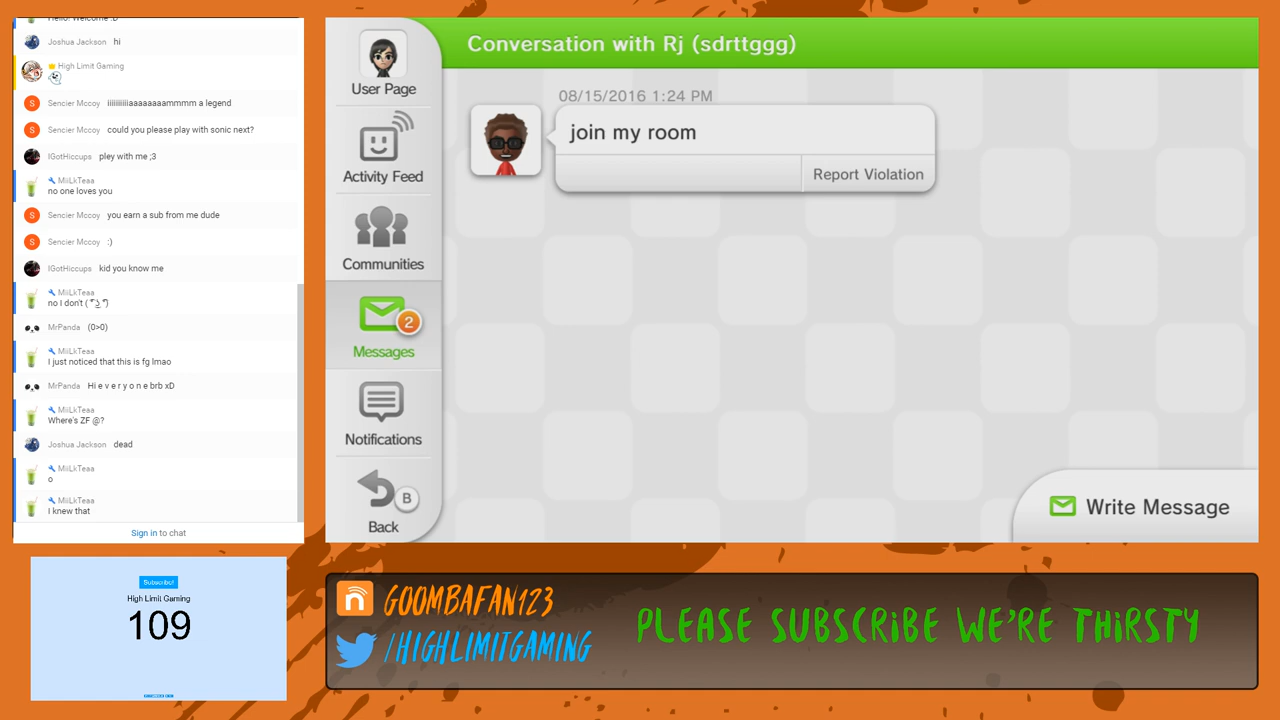 Hello! Welcome :D
Joshua Jackson hi
High Limit Gaming
Sencier Mccoy iiiiiiiiiiaaaaaaaammmm a legend
Sencier Mccoy could you please play with sonic next?
IGotHiccups pley with me ;3
MiiLkTeaa
no one loves you
Sencier Mccoy you earn a sub from me dude
Sencier Mccoy :)
IGotHiccups kid you know me
MiiLkTeaa
no I don't ( ͡° ͜ʖ ͡°)
MrPanda (0>0)
MiiLkTeaa
I just noticed that this is fg lmao
MrPanda Hi e v e r y o n e brb xD
MiiLkTeaa
Where's ZF @?
Joshua Jackson dead
MiiLkTeaa
o
MiiLkTeaa
I knew that
Sign in to chat
Subscribe!
High Limit Gaming
109
User Page
Activity Feed
Communities
2
Messages
Notifications
B
Back
Conversation with Rj (sdrttggg)
08/15/2016 1:24 PM
join my room
Report Violation
Write Message
GOOMBAFAN123
/HIGHLIMITGAMING
PLEASE SUBSCRIBE WE'RE THIRSTY